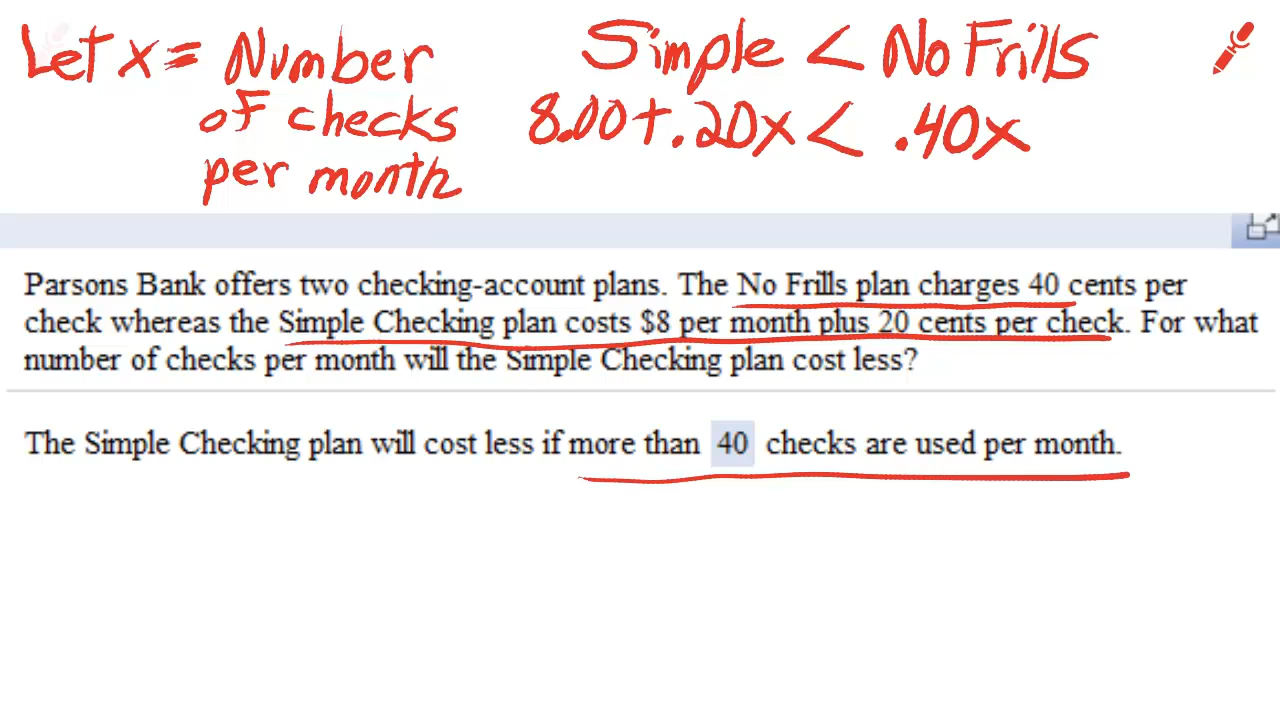 Let x = Number Simple < No Frills
of checks 8.00 + .20x < .40x
per month
Parsons Bank offers two checking-account plans. The No Frills plan charges 40 cents per
check whereas the Simple Checking plan costs $8 per month plus 20 cents per check. For what
number of checks per month will the Simple Checking plan cost less?
The Simple Checking plan will cost less if more than 40 checks are used per month.